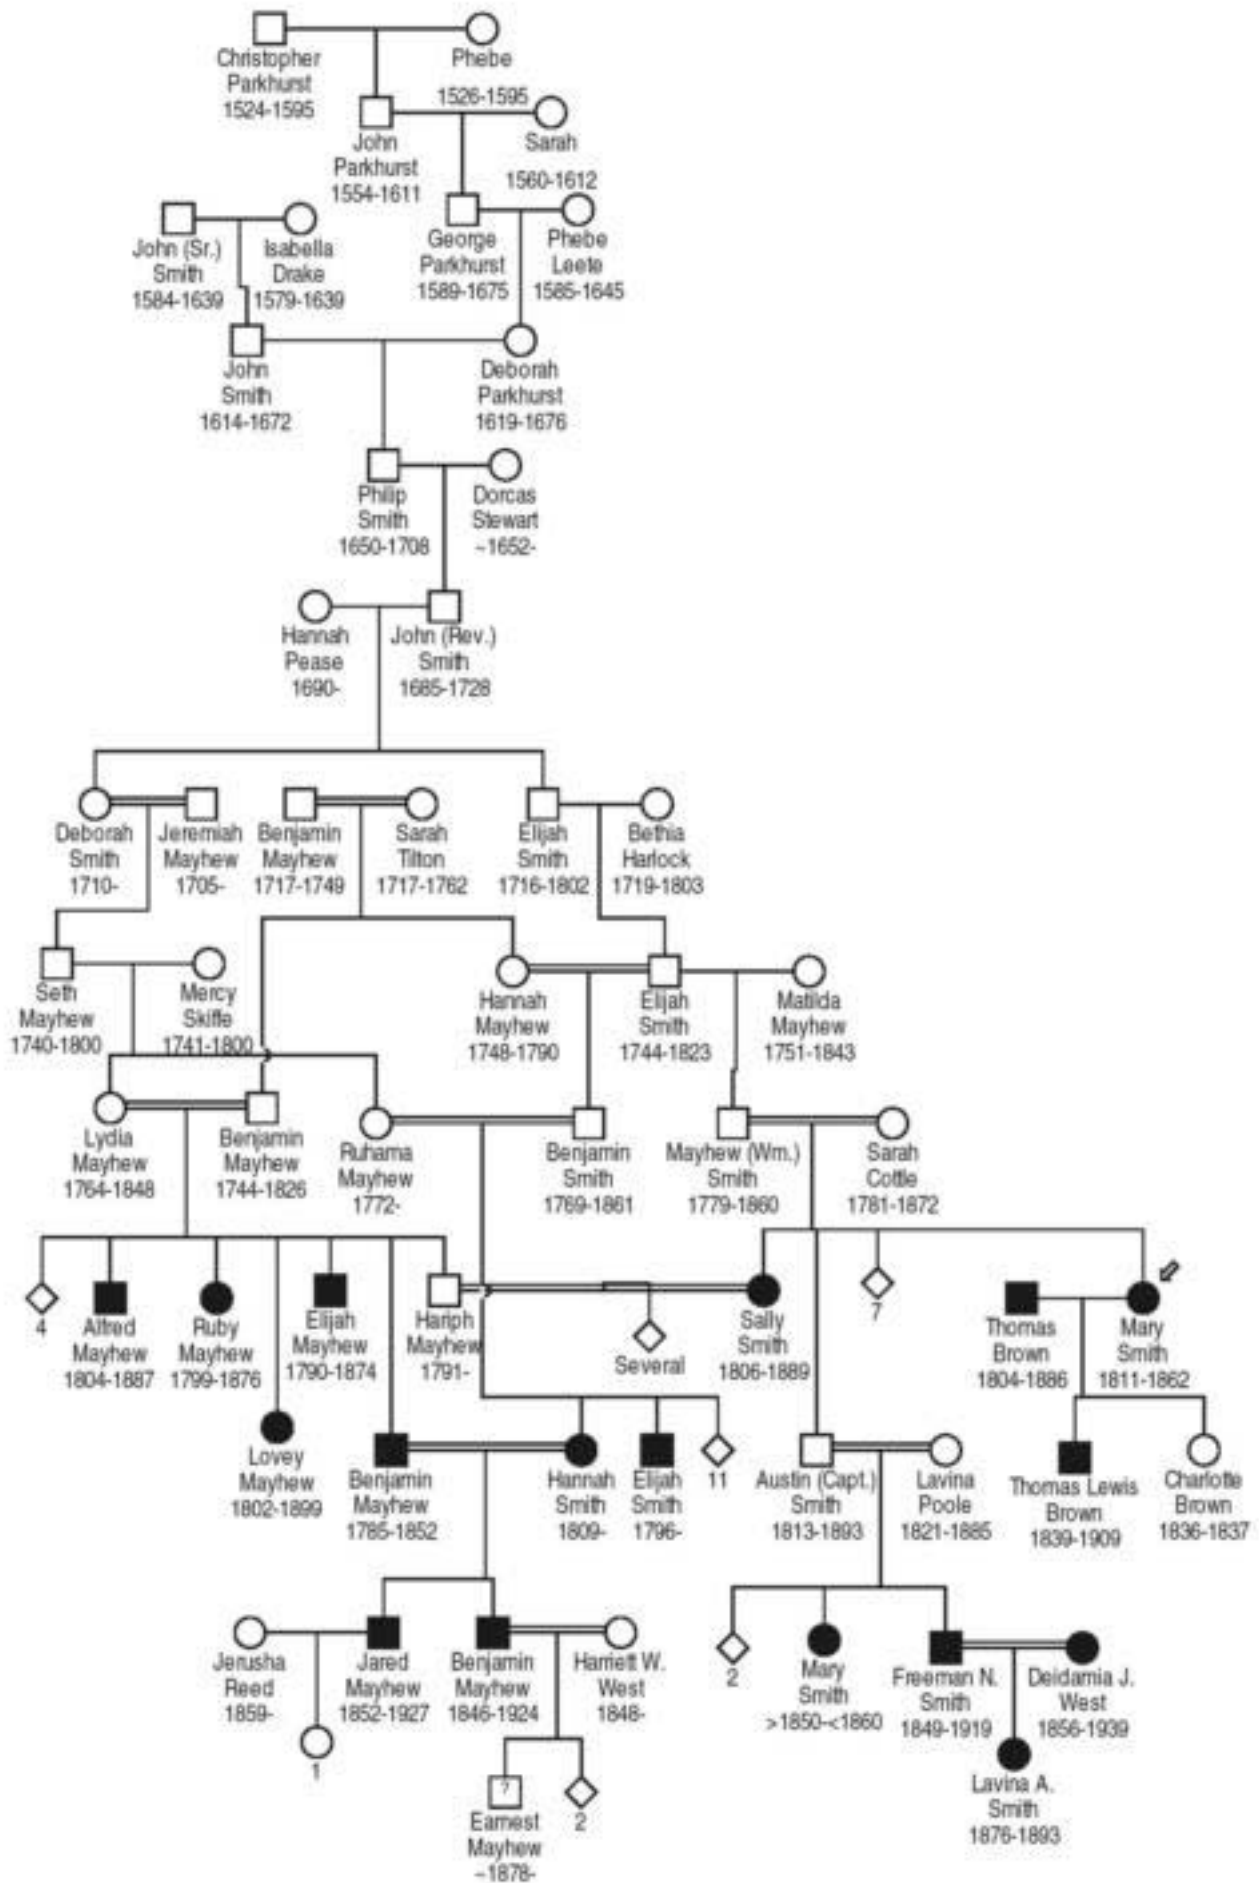 Christopher
Parkhurst
1524-1595
Phebe
1526-1595
John
Parkhurst
1554-1611
Sarah
1560-1612
John (Sr.)
Smith
1584-1639
Isabella
Drake
1579-1639
George
Parkhurst
1589-1675
Phebe
Leete
1585-1645
John
Smith
1614-1672
Deborah
Parkhurst
1619-1676
Philip
Smith
1650-1708
Dorcas
Stewart
~1652-
Hannah
Pease
1690-
John (Rev.)
Smith
1685-1728
Deborah
Smith
1710-
Jeremiah
Mayhew
1705-
Benjamin
Mayhew
1717-1749
Sarah
Tilton
1717-1762
Elijah
Smith
1716-1802
Bethia
Harlock
1719-1803
Seth
Mayhew
1740-1800
Mercy
Skiffe
1741-1800
Hannah
Mayhew
1748-1790
Elijah
Smith
1744-1823
Matilda
Mayhew
1751-1843
Lydia
Mayhew
1764-1848
Benjamin
Mayhew
1744-1826
Ruhama
Mayhew
1772-
Benjamin
Smith
1769-1861
Mayhew (Wm.)
Smith
1779-1860
Sarah
Cottle
1781-1872
4
Alfred
Mayhew
1804-1887
Ruby
Mayhew
1799-1876
Elijah
Mayhew
1790-1874
Hariph
Mayhew
1791-
Several
Sally
Smith
1806-1889
7
Thomas
Brown
1804-1886
Mary
Smith
1811-1862
Lovey
Mayhew
1802-1899
Benjamin
Mayhew
1785-1852
Hannah
Smith
1809-
Elijah
Smith
1796-
11
Austin (Capt.)
Smith
1813-1893
Lavina
Poole
1821-1885
Thomas Lewis
Brown
1839-1909
Charlotte
Brown
1836-1837
Jerusha
Reed
1859-
Jared
Mayhew
1852-1927
Benjamin
Mayhew
1846-1924
Harriett W.
West
1848-
2
Mary
Smith
>1850-<1860
Freeman N.
Smith
1849-1919
Deidamia J.
West
1856-1939
1
?
Earnest
Mayhew
~1878-
2
Lavina A.
Smith
1876-1893